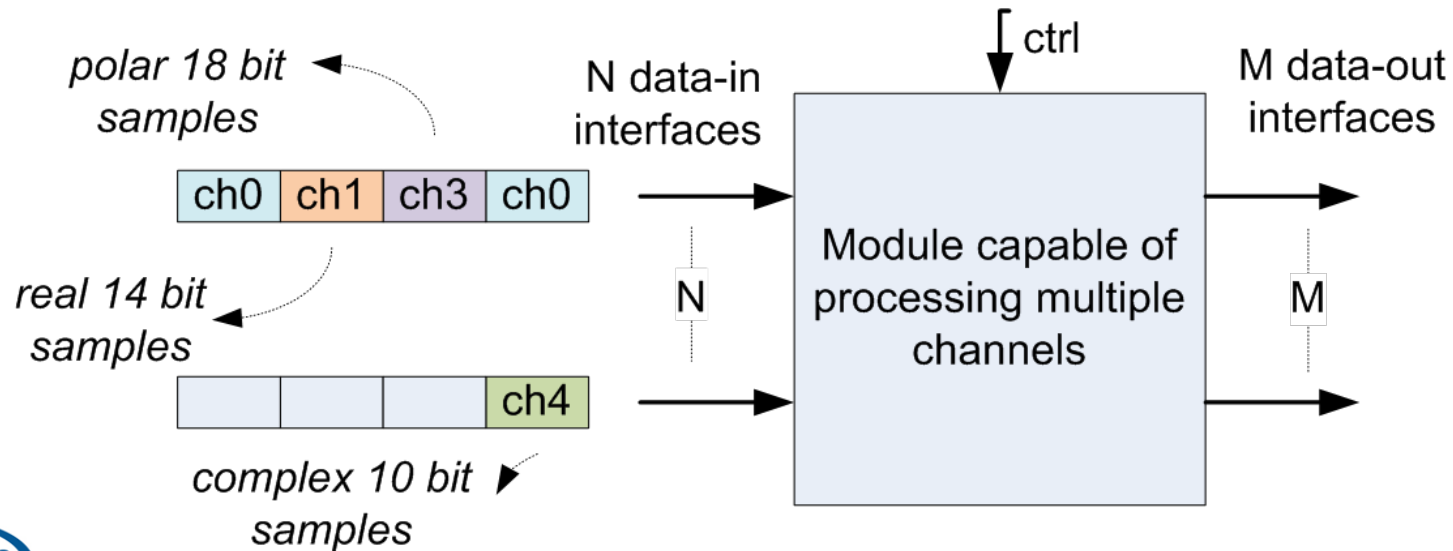 ctrl
polar 18 bit
samples
N data-in
interfaces
M data-out
interfaces
ch0 ch1 ch3 ch0
Module capable of
processing multiple
channels
N
M
real 14 bit
samples
ch4
complex 10 bit
samples